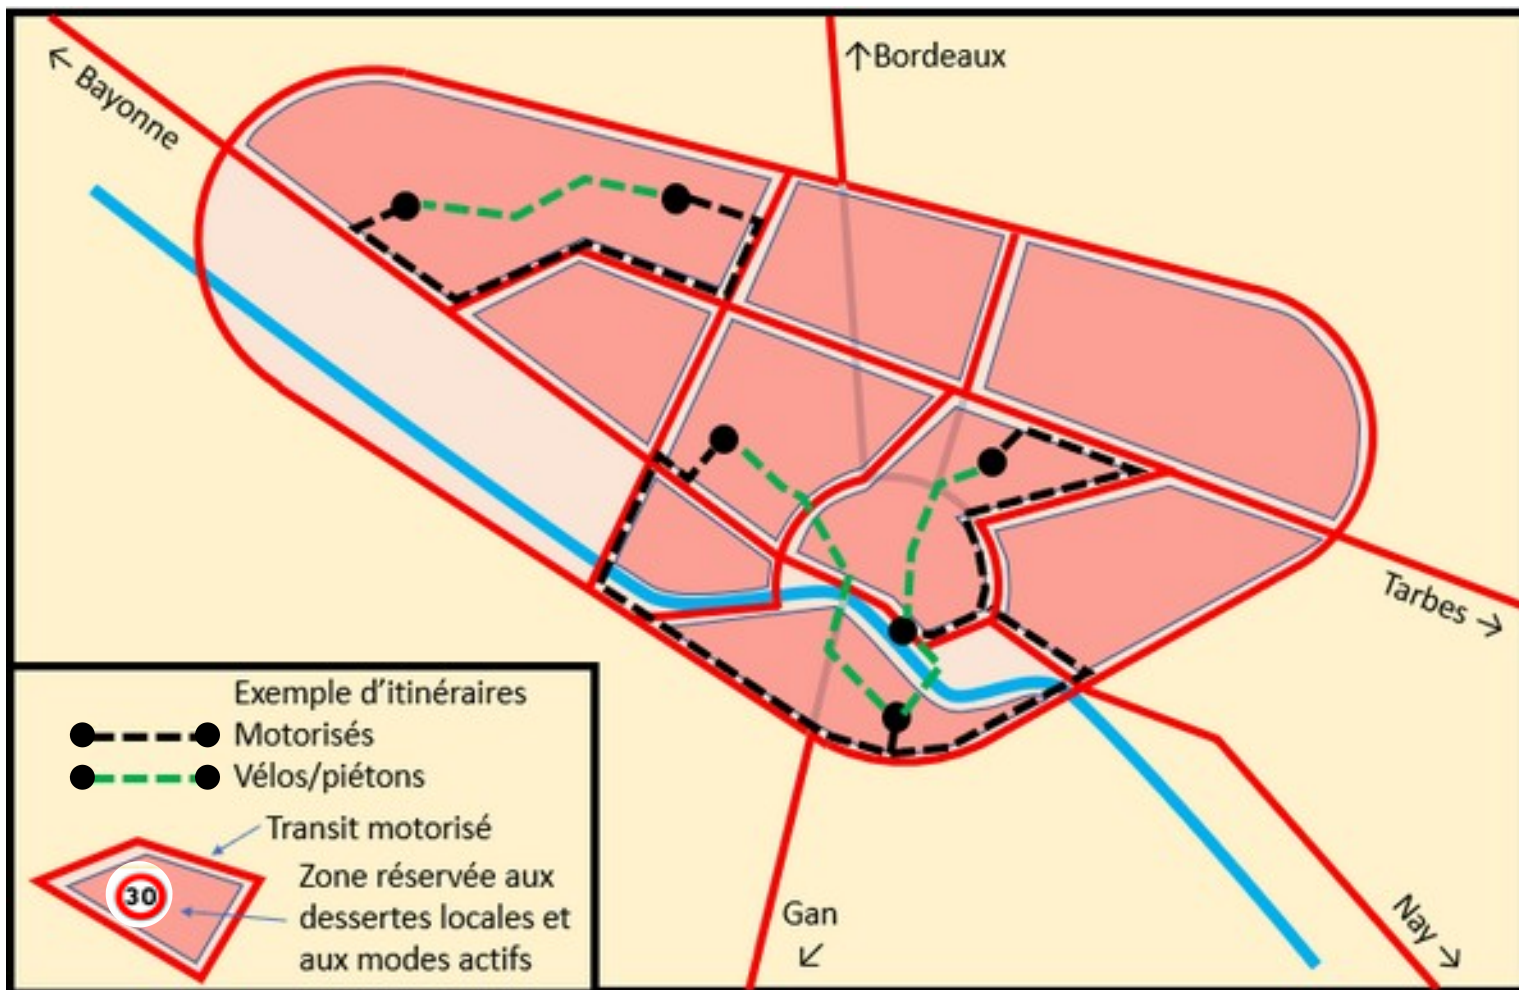 ← Bayonne
↑Bordeaux
Tarbes →
Exemple d'itinéraires
Motorisés
Vélos/piétons
Transit motorisé
Zone réservée aux
dessertes locales et
aux modes actifs
30
Gan
↙
Nay →